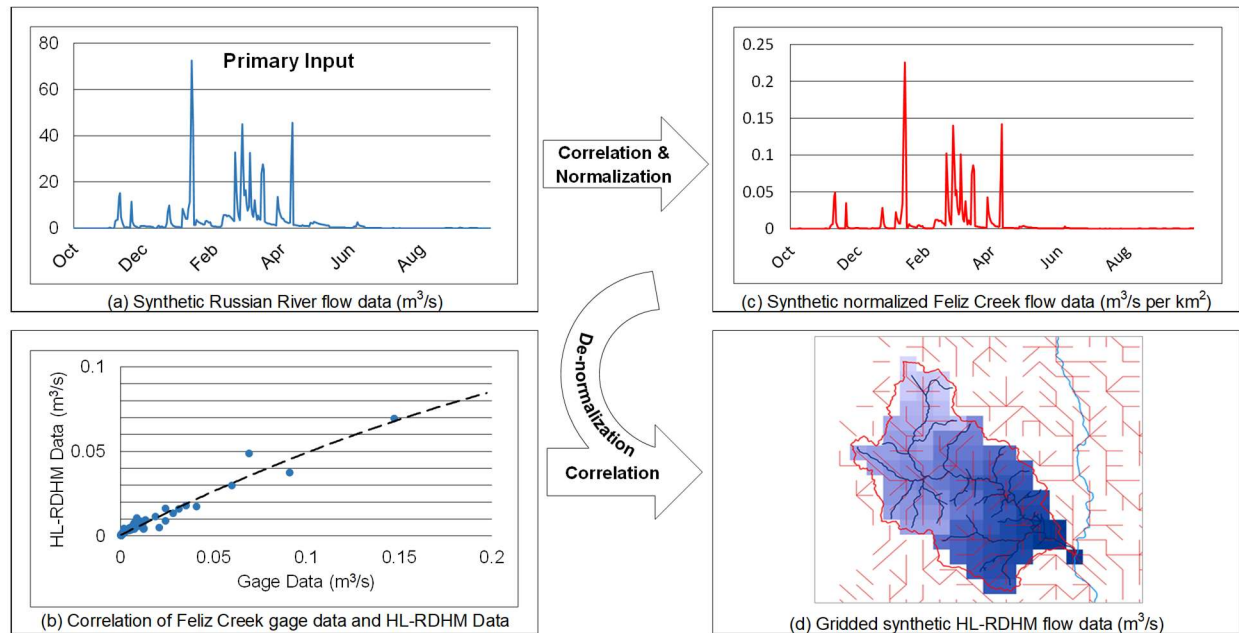 80
60
40
20
0
Primary Input
Oct
Dec
Feb
Apr
Jun
Aug
(a) Synthetic Russian River flow data (m³/s)
Correlation &
Normalization
0.25
0.2
0.15
0.1
0.05
0
Oct
Dec
Feb
Apr
Jun
Aug
(c) Synthetic normalized Feliz Creek flow data (m³/s per km²)
HL-RDHM Data (m³/s)
0.1
0.05
0
0
0.05
0.1
0.15
0.2
Gage Data (m³/s)
(b) Correlation of Feliz Creek gage data and HL-RDHM Data
De-normalization
Correlation
(d) Gridded synthetic HL-RDHM flow data (m³/s)